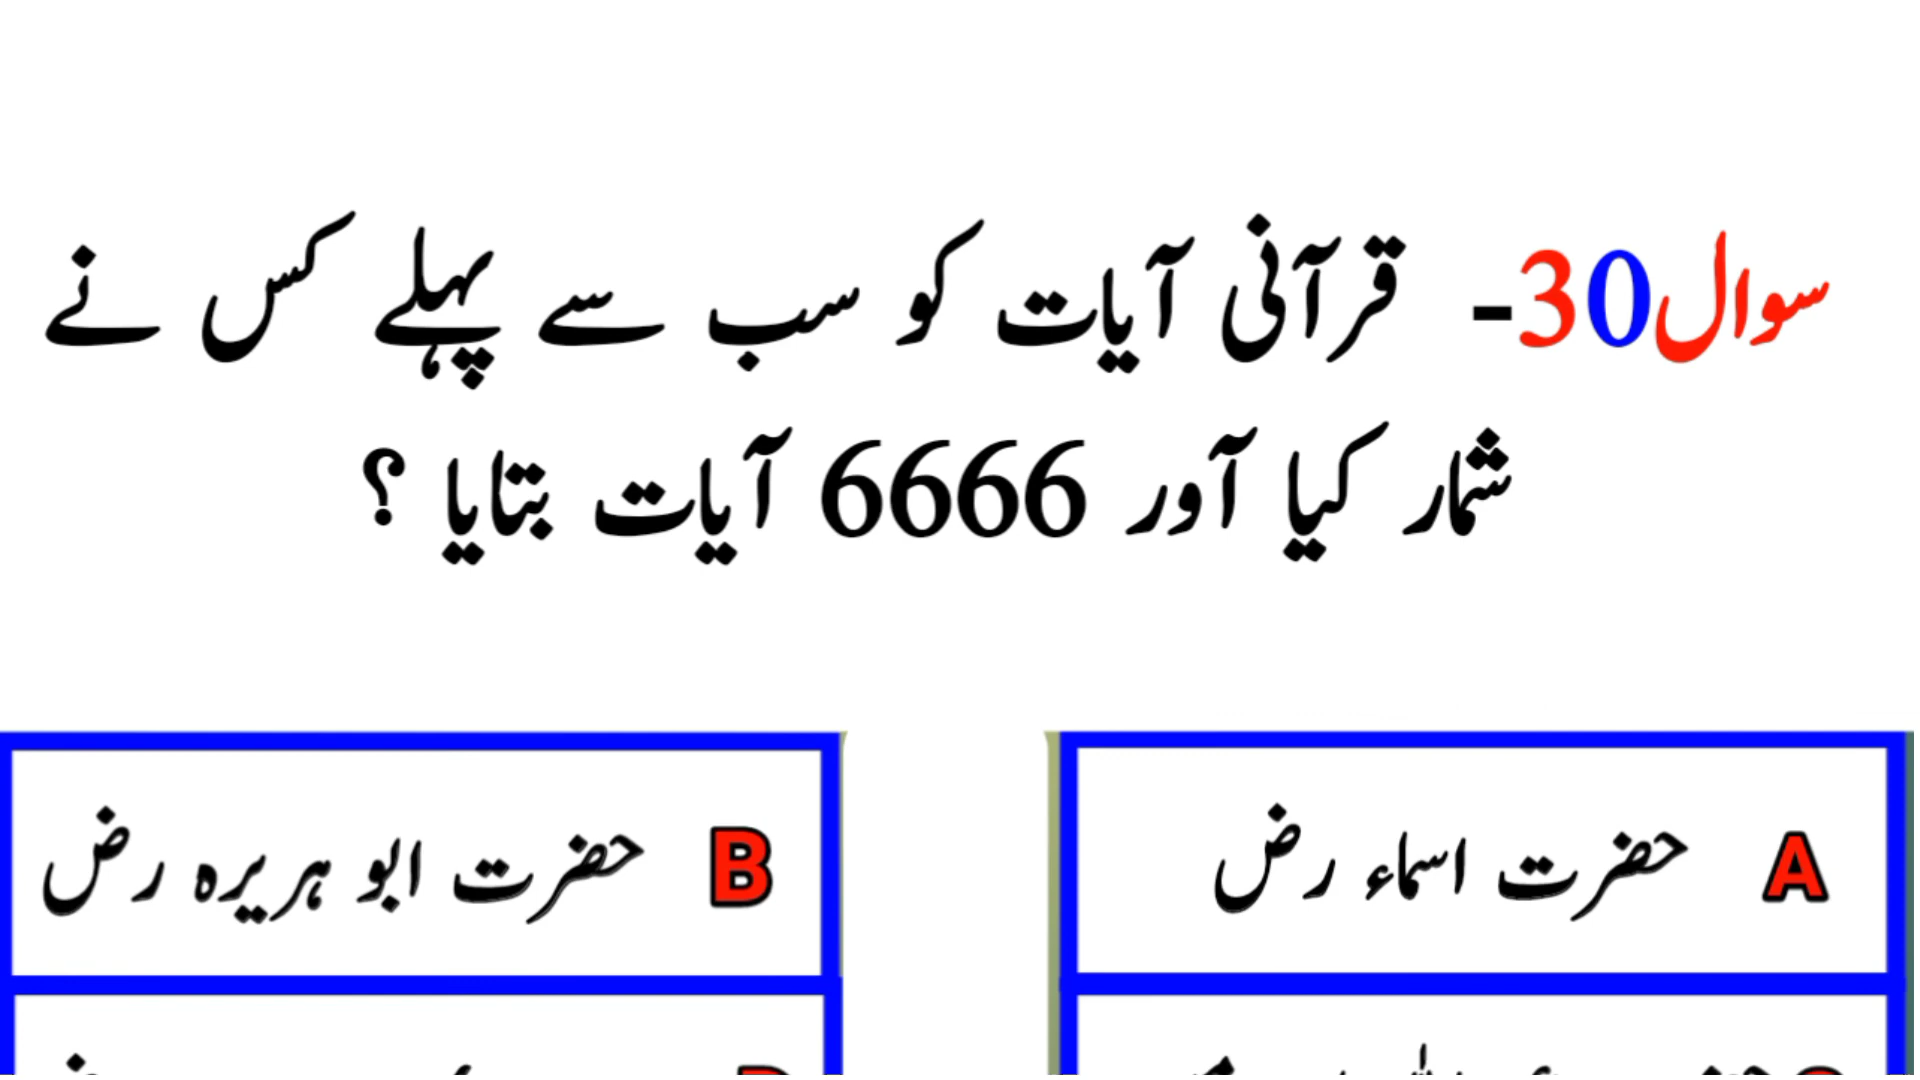 سوال30- قرآنی آیات کو سب سے پہلے کس نے
شمار کیا آور 6666 آیات بتایا ؟
A حضرت اسماء رض
B حضرت ابو ہریرہ رض